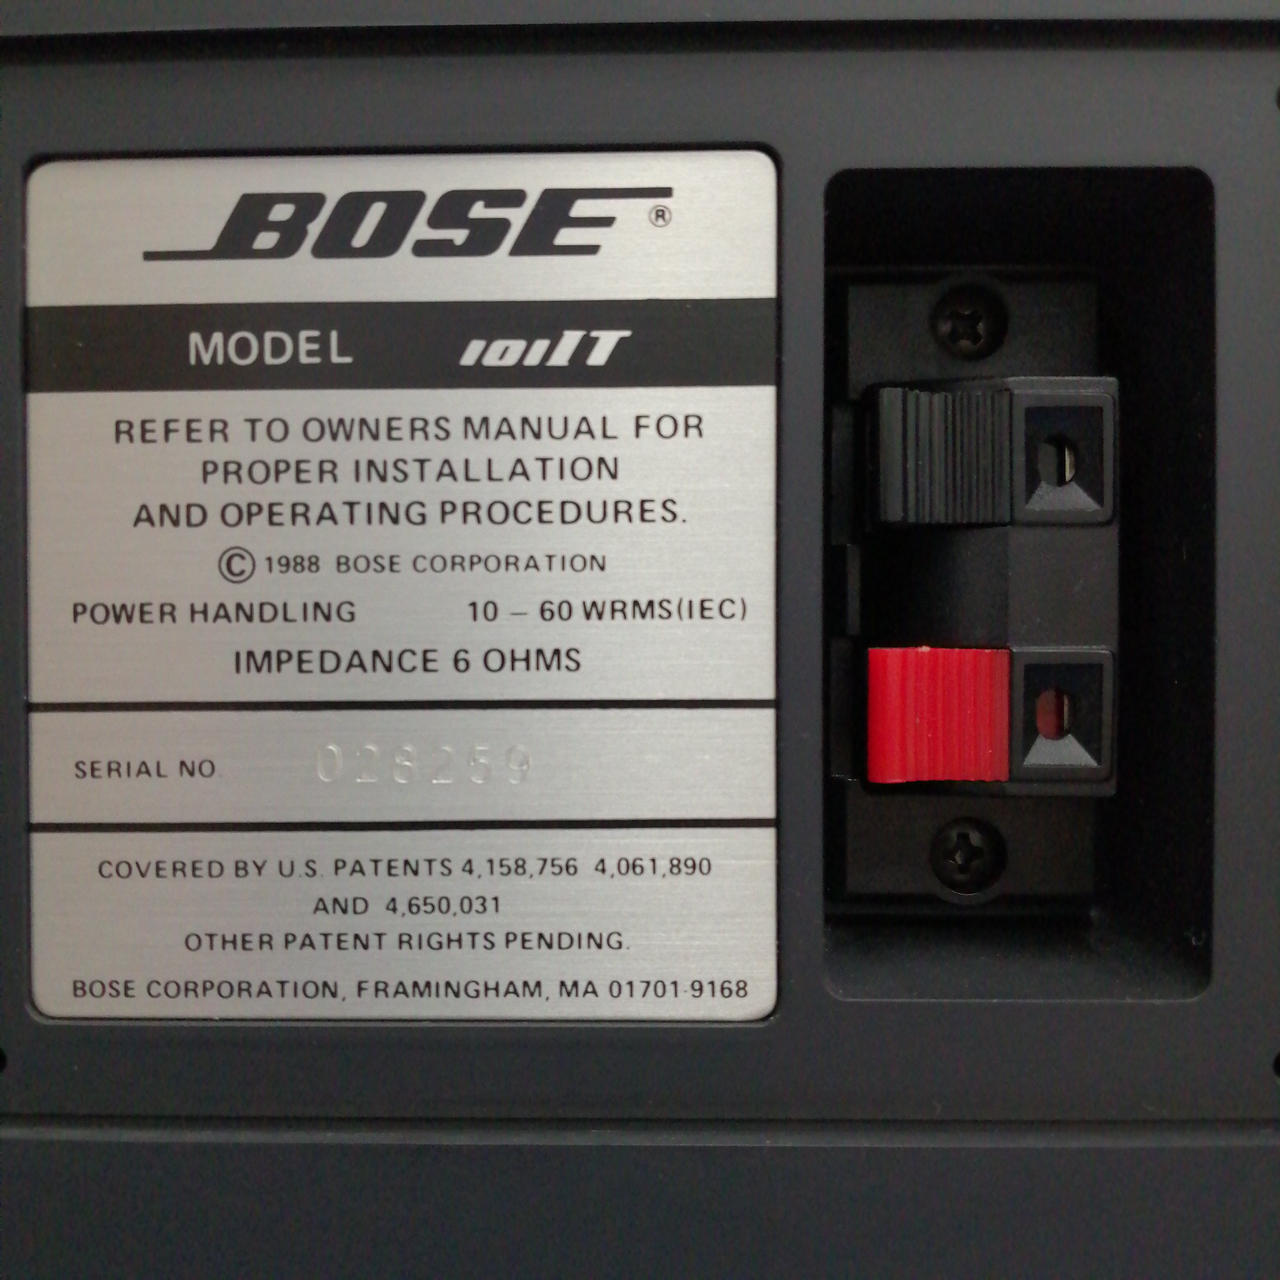 BOSE®
MODEL 101IT
REFER TO OWNERS MANUAL FOR
PROPER INSTALLATION
AND OPERATING PROCEDURES.
© 1988 BOSE CORPORATION
POWER HANDLING 10 – 60 WRMS(IEC)
IMPEDANCE 6 OHMS
SERIAL NO. 028259
COVERED BY U.S. PATENTS 4,158,756 4,061,890
AND 4,650,031
OTHER PATENT RIGHTS PENDING.
BOSE CORPORATION, FRAMINGHAM, MA 01701-9168